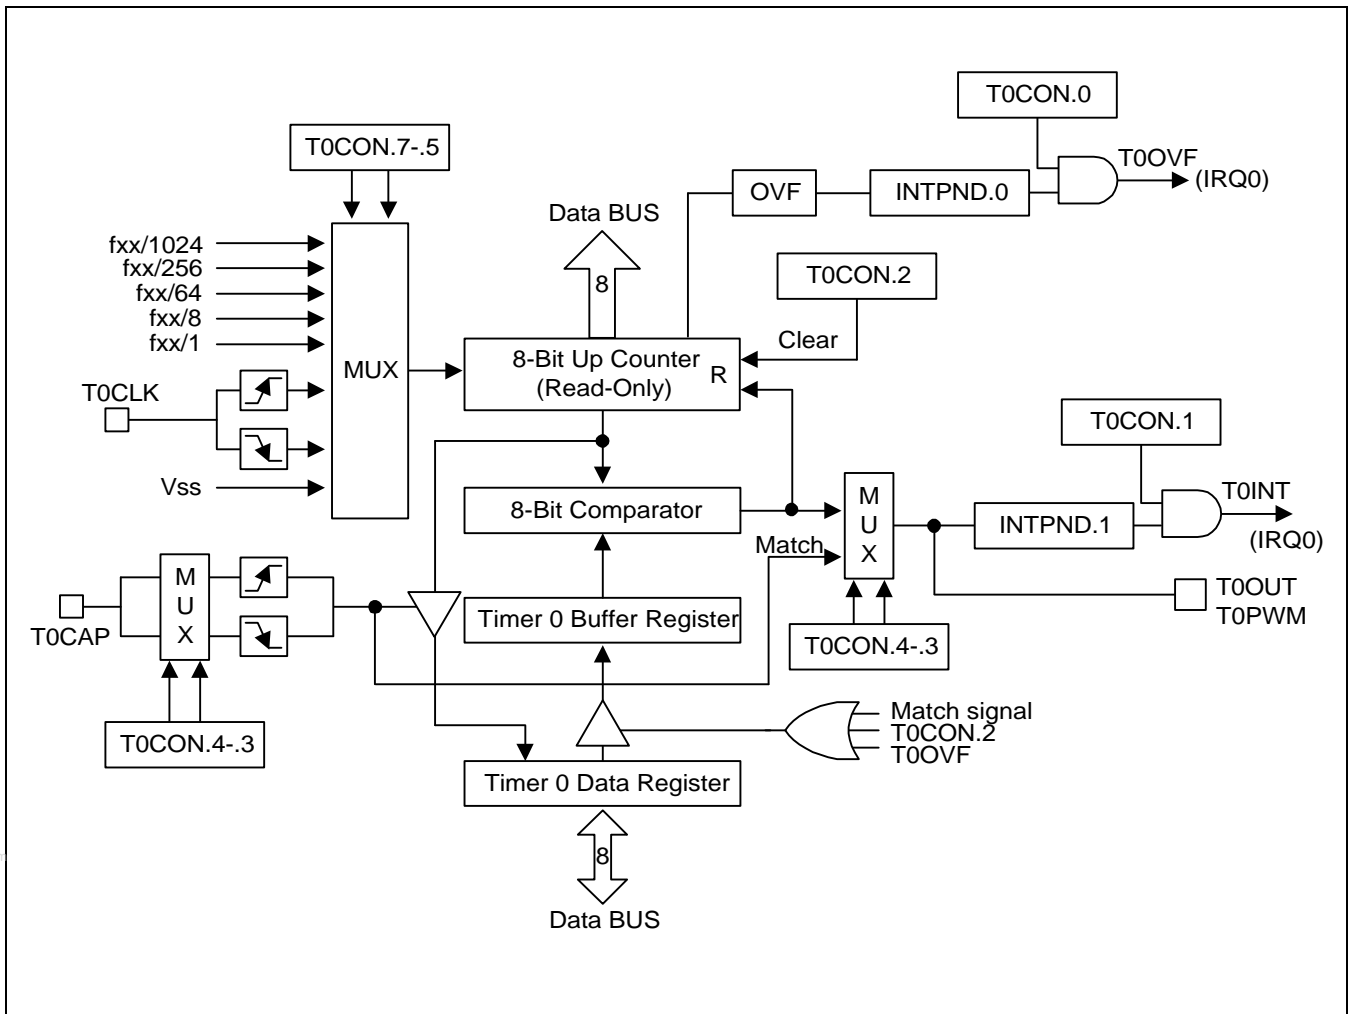 T0CON.0
T0CON.7-.5
T0OVF
(IRQ0)
OVF
INTPND.0
Data BUS
8
fxx/1024
fxx/256
fxx/64
fxx/8
fxx/1
T0CON.2
Clear
MUX
8-Bit Up Counter
(Read-Only)
R
T0CLK
T0CON.1
Vss
8-Bit Comparator
M
U
X
T0INT
INTPND.1
(IRQ0)
Match
M
U
X
T0CAP
Timer 0 Buffer Register
T0OUT
T0PWM
T0CON.4-.3
T0CON.4-.3
Match signal
T0CON.2
T0OVF
Timer 0 Data Register
8
Data BUS